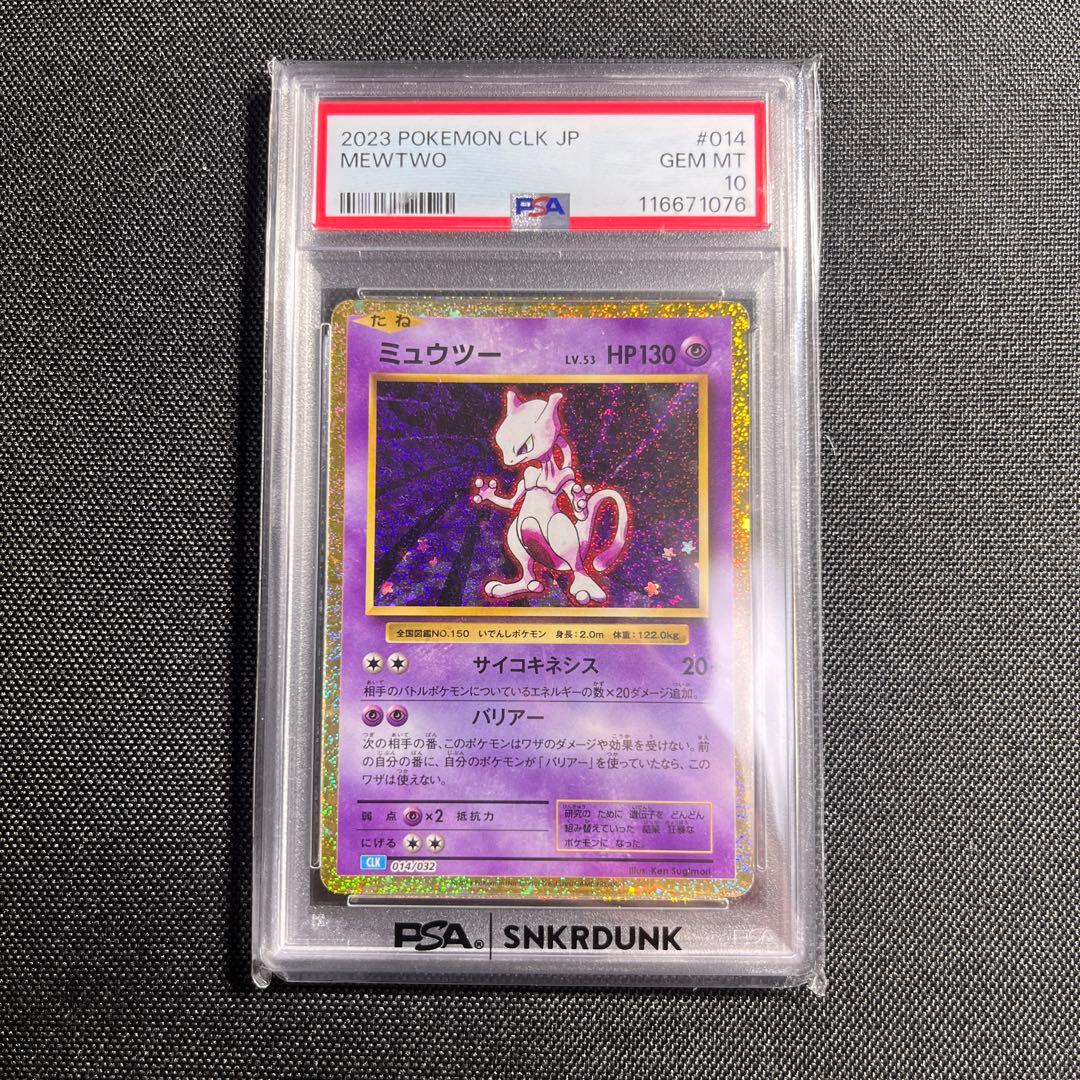 2023 POKEMON CLK JP #014
MEWTWO GEM MT
10
116671076
PSA
たね
ミュウツー LV.53 HP130
全国図鑑NO.150 いでんしポケモン 身長:2.0m 体重:122.0kg
サイコキネシス 20+
相手のバトルポケモンについているエネルギーの数×20ダメージ追加。
バリアー
次の相手の番、このポケモンはワザのダメージや効果を受けない。前
の自分の番に、自分のポケモンが「バリアー」を使っていたなら、この
ワザは使えない。
弱点 ×2 抵抗力
にげる
研究の ために 遺伝子を どんどん
組み替えていった 結果 狂暴な
ポケモンに なった。
CLK 014/032
Illus. Ken Sugimori
PSA® | SNKRDUNK